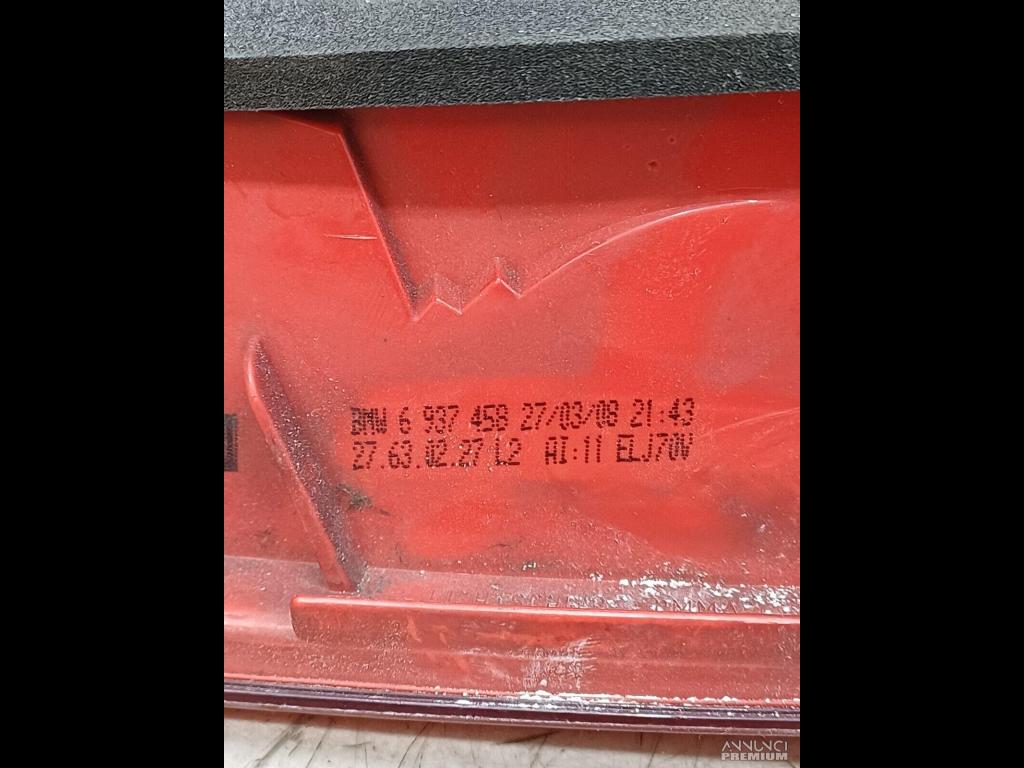 BMW 6 937 458 27/03/08 21:43
27.63.02.27 L2 AI:11 ELJ70V
ANNUNCI
PREMIUM